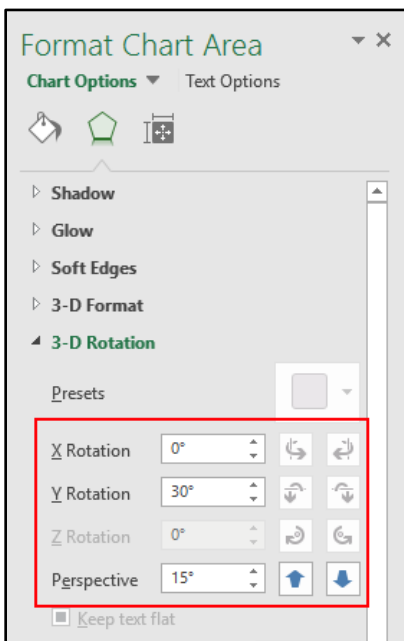 Format Chart Area
Chart Options Text Options
Shadow
Glow
Soft Edges
3-D Format
3-D Rotation
Presets
X Rotation 0°
Y Rotation 30°
Z Rotation 0°
Perspective 15°
Keep text flat